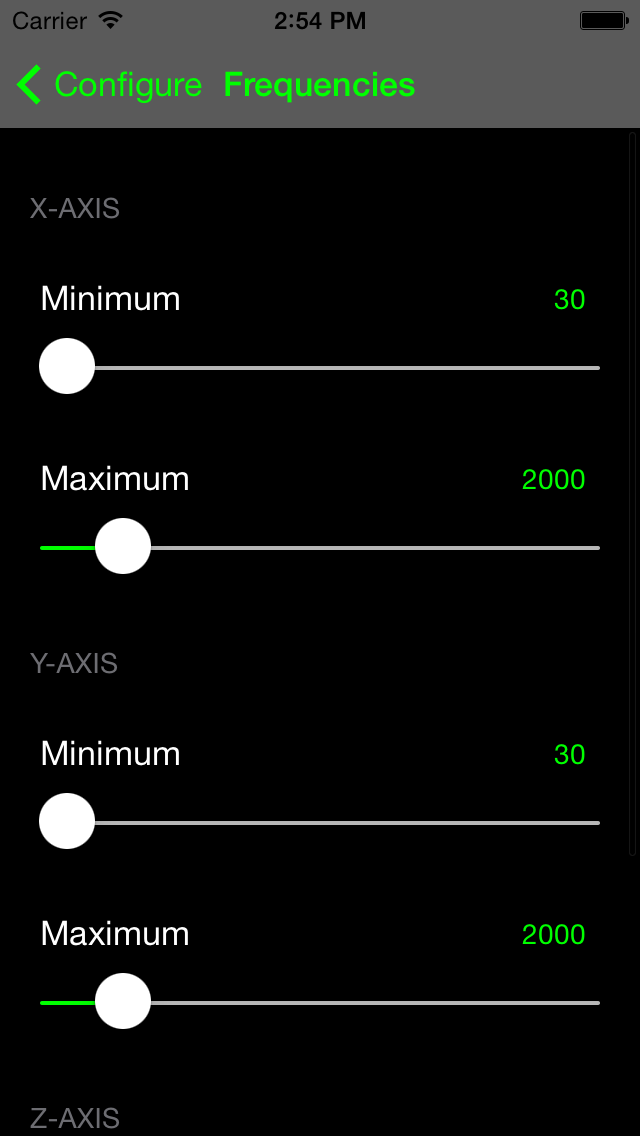 Carrier 2:54 PM
Configure Frequencies
X-AXIS
Minimum 30
Maximum 2000
Y-AXIS
Minimum 30
Maximum 2000
Z-AXIS